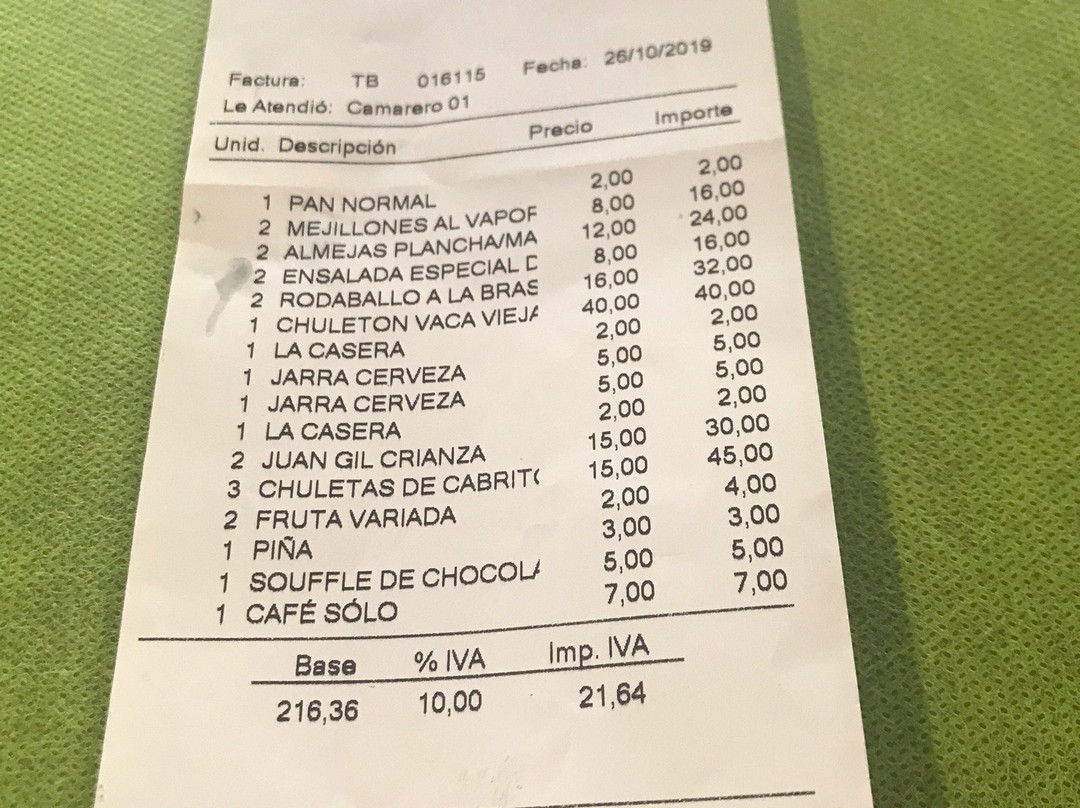 Factura: TB 016115 Fecha: 26/10/2019
Le Atendió: Camarero 01
Unid. Descripción Precio Importe
1 PAN NORMAL 2,00 2,00
2 MEJILLONES AL VAPOR 8,00 16,00
2 ALMEJAS PLANCHA/MA 12,00 24,00
2 ENSALADA ESPECIAL D 8,00 16,00
2 RODABALLO A LA BRAS 16,00 32,00
1 CHULETON VACA VIEJA 40,00 40,00
1 LA CASERA 2,00 2,00
1 JARRA CERVEZA 5,00 5,00
1 JARRA CERVEZA 5,00 5,00
1 LA CASERA 2,00 2,00
2 JUAN GIL CRIANZA 15,00 30,00
3 CHULETAS DE CABRITO 15,00 45,00
2 FRUTA VARIADA 2,00 4,00
1 PIÑA 3,00 3,00
1 SOUFFLE DE CHOCOLA 5,00 5,00
1 CAFÉ SÓLO 7,00 7,00
Base % IVA Imp. IVA
216,36 10,00 21,64